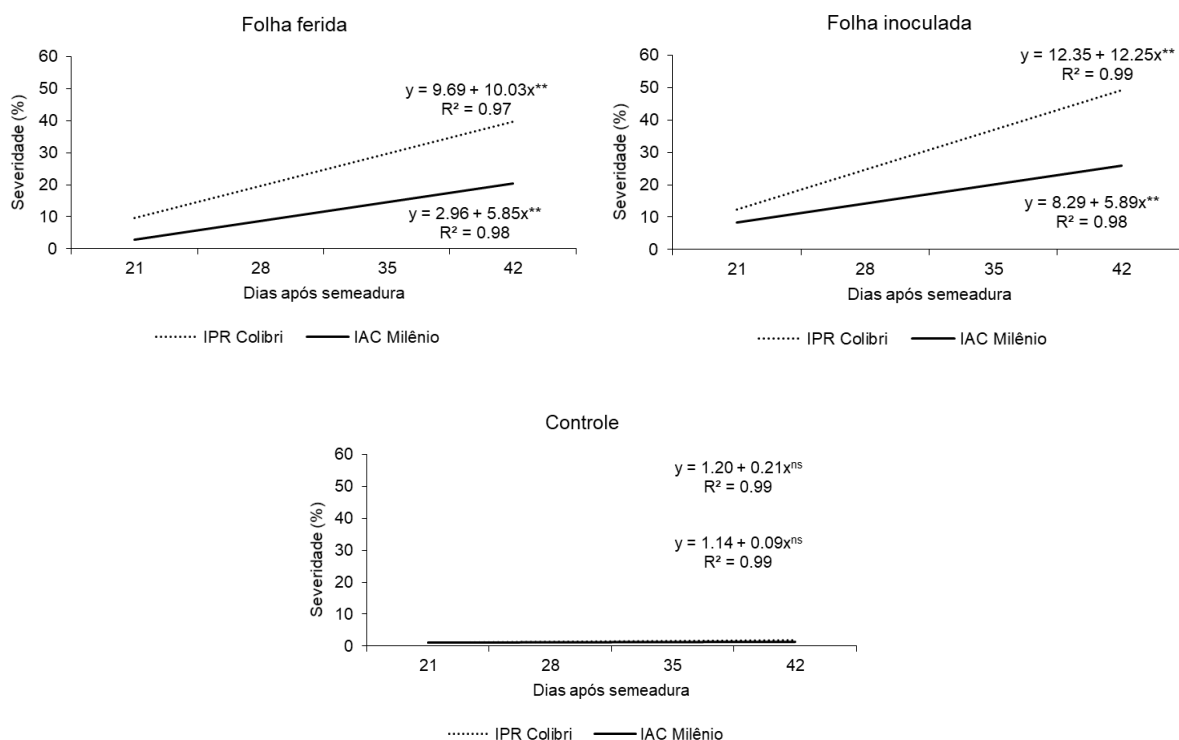 Folha ferida
60
50
40
30
20
10
0
Severidade (%)
y = 9.69 + 10.03x**
R² = 0.97
y = 2.96 + 5.85x**
R² = 0.98
21 28 35 42
Dias após semeadura
IPR Colibri IAC Milênio
Folha inoculada
60
50
40
30
20
10
0
Severidade (%)
y = 12.35 + 12.25x**
R² = 0.99
y = 8.29 + 5.89x**
R² = 0.98
21 28 35 42
Dias após semeadura
IPR Colibri IAC Milênio
Controle
60
50
40
30
20
10
0
Severidade (%)
y = 1.20 + 0.21xⁿˢ
R² = 0.99
y = 1.14 + 0.09xⁿˢ
R² = 0.99
21 28 35 42
Dias após semeadura
IPR Colibri IAC Milênio